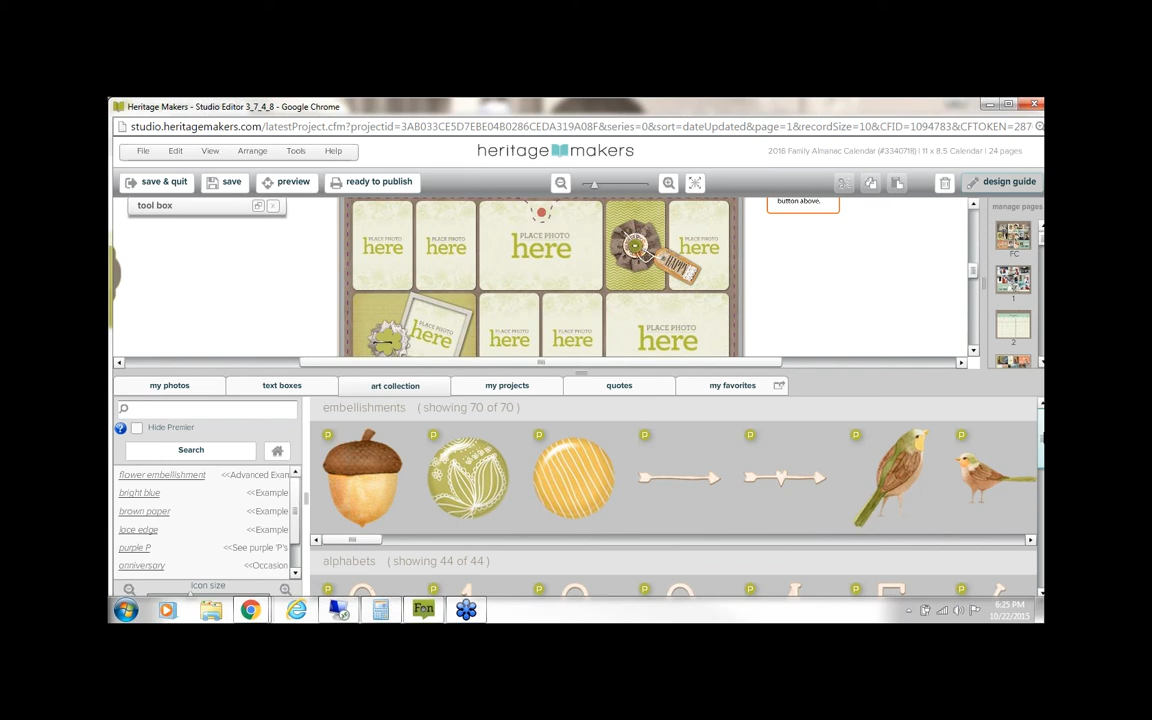 Heritage Makers - Studio Editor 3_7_4_8 - Google Chrome
studio.heritagemakers.com/latestProject.cfm?projectid=3AB033CE5D7EBE04B0286CEDA319A08F&series=0&sort=dateUpdated&page=1&recordSize=10&CFID=1094783&CFTOKEN=287
File Edit View Arrange Tools Help
heritage makers
2016 Family Almanac Calendar (#3340718) | 11 x 8.5 Calendar | 24 pages
save & quit save preview ready to publish design guide
tool box
button above.
manage pages
PLACE PHOTO here
PLACE PHOTO here
PLACE PHOTO here
HAPPY
PLACE PHOTO here
FC
1
PLACE PHOTO here
PLACE PHOTO here
PLACE PHOTO here
PLACE PHOTO here
2
my photos text boxes art collection my projects quotes my favorites
embellishments ( showing 70 of 70 )
? Hide Premier
P P P P P P P
Search
flower embellishment <<Advanced Exan
bright blue <<Example
brown paper <<Example
lace edge <<Example
purple P <<See purple 'P's
anniversary <<Occasion
alphabets ( showing 44 of 44 )
Icon size
P P P P P P P
Fon
6:25 PM
10/22/2015